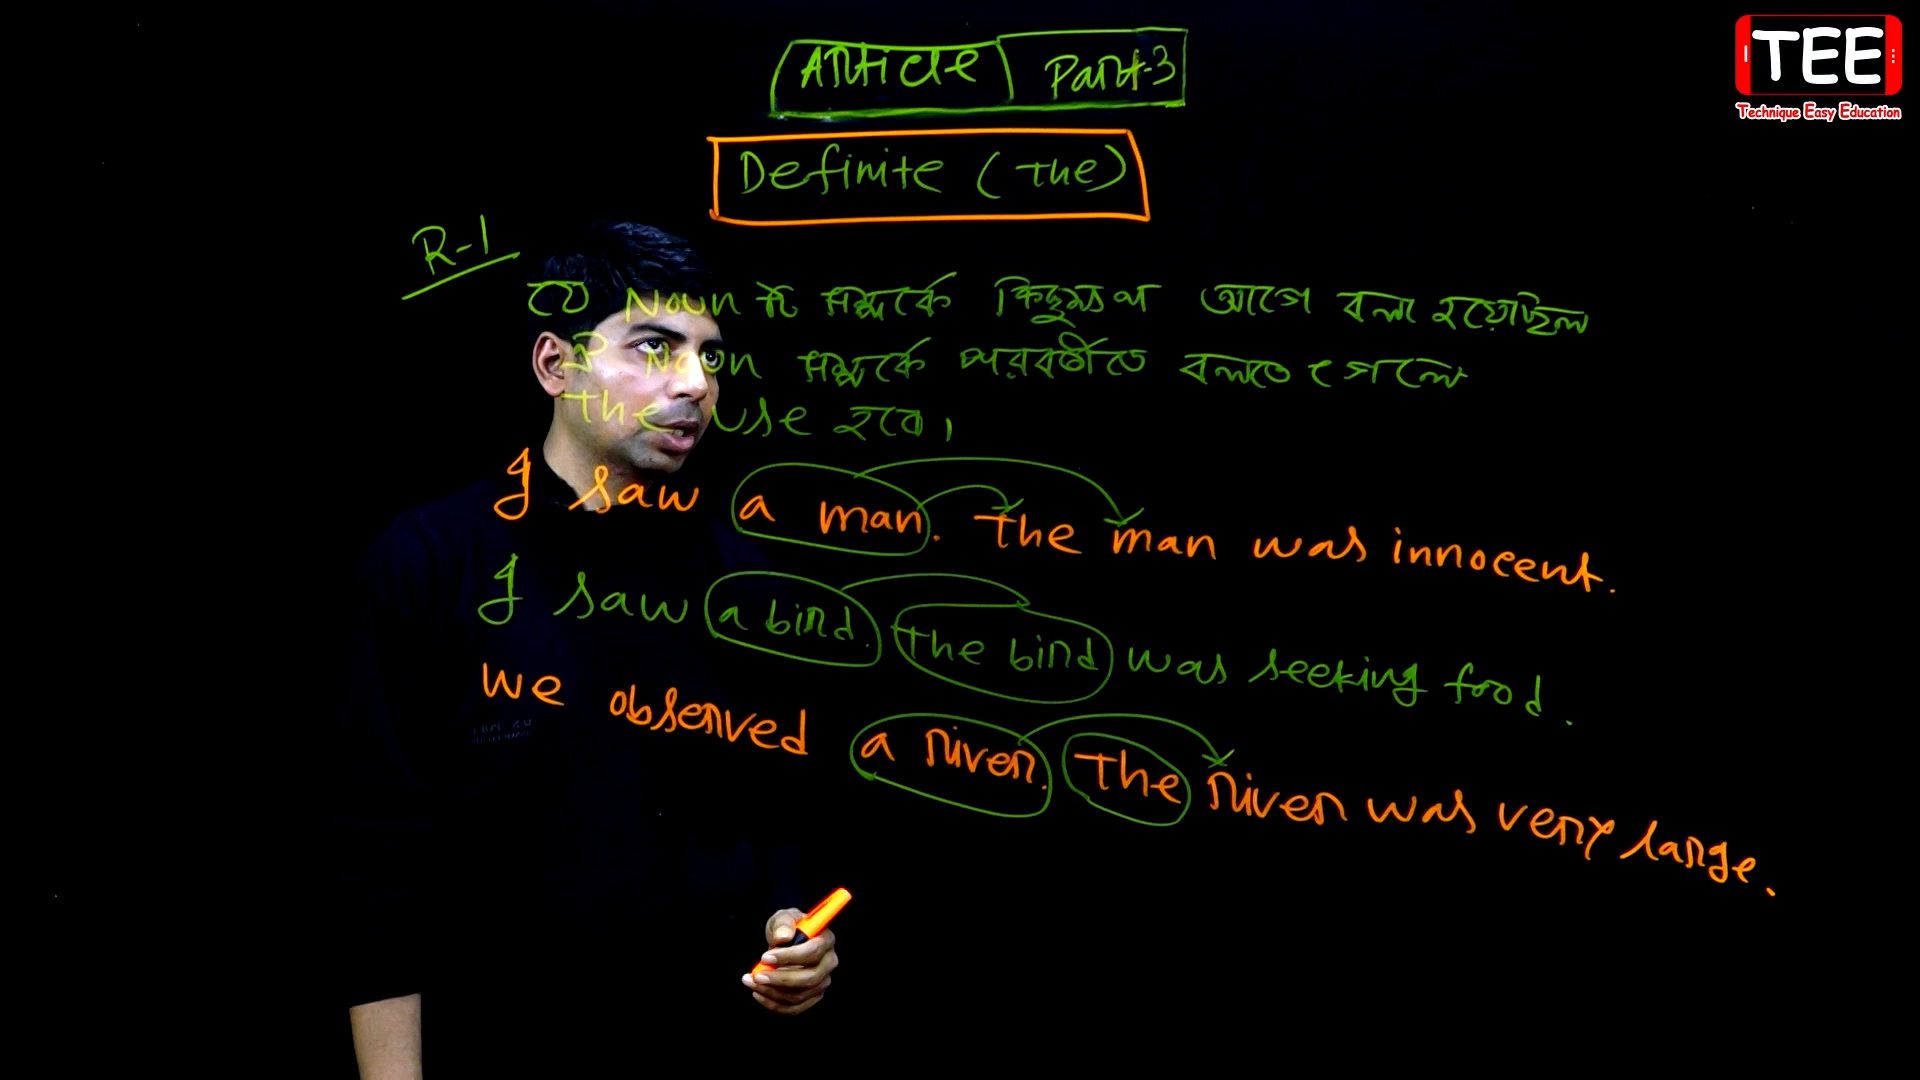 TEE
Technique Easy Education
Article Part-3
Definite (The)
R-1
যে Noun টি সম্পর্কে কিছুক্ষণ আগে বলা হয়েছিল
ঐ Noun সম্পর্কে পরবর্তীতে বলতে গেলে
The use হবে।
I saw a man. The man was innocent.
I saw a bird. The bird was seeking food.
We observed a river. The river was very large.